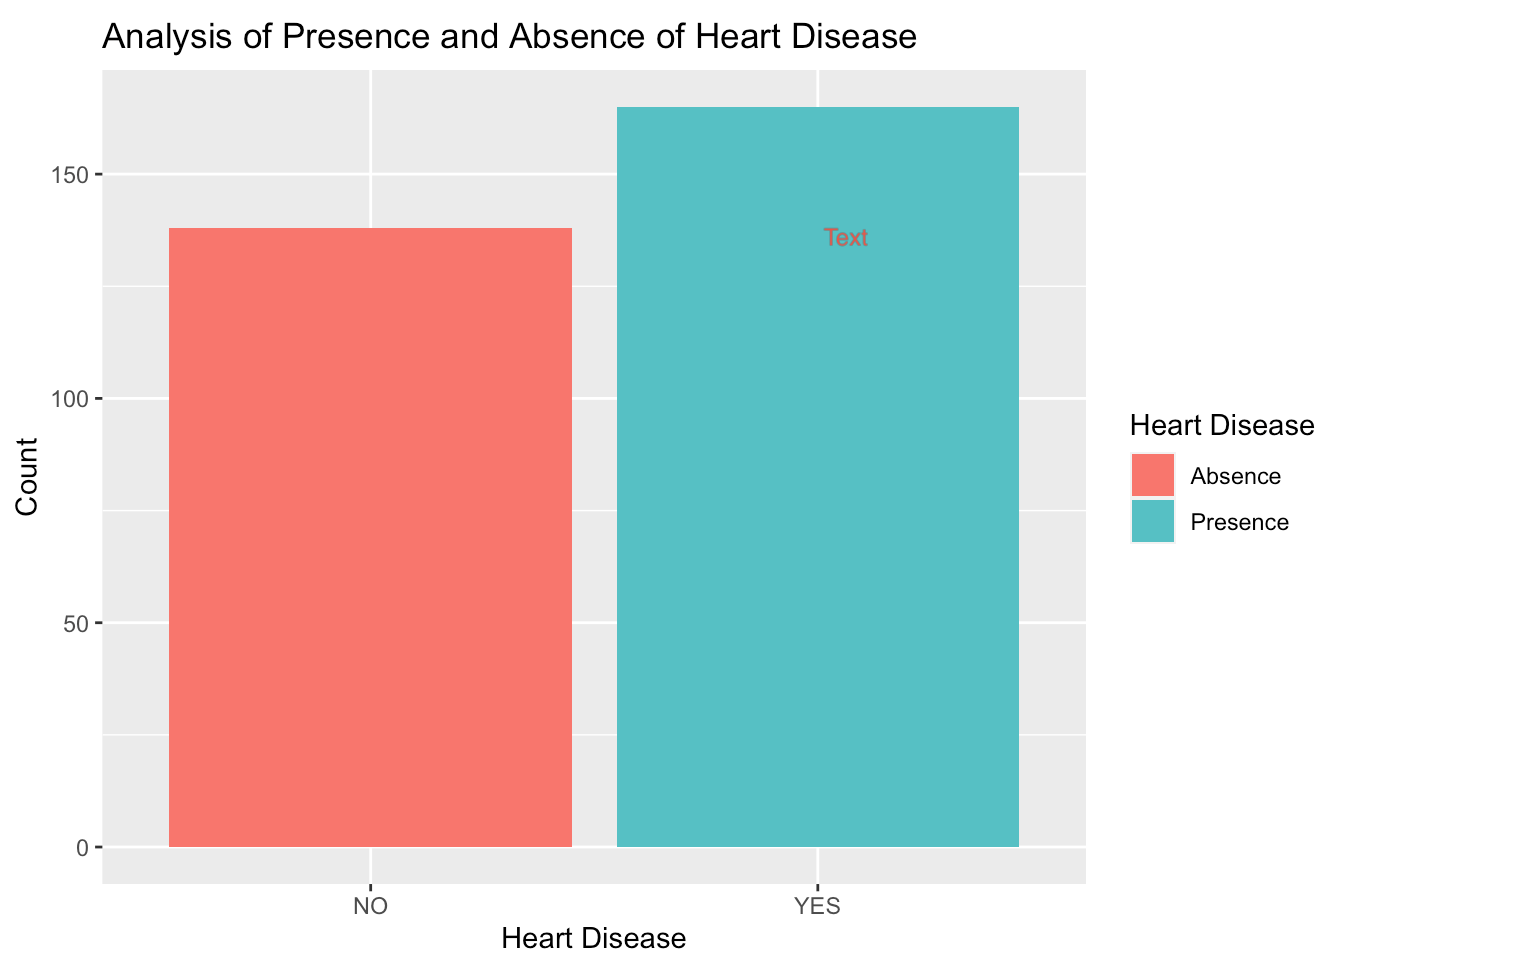 Analysis of Presence and Absence of Heart Disease
Count
150
100
50
0
Text
NO
YES
Heart Disease
Heart Disease
Absence
Presence